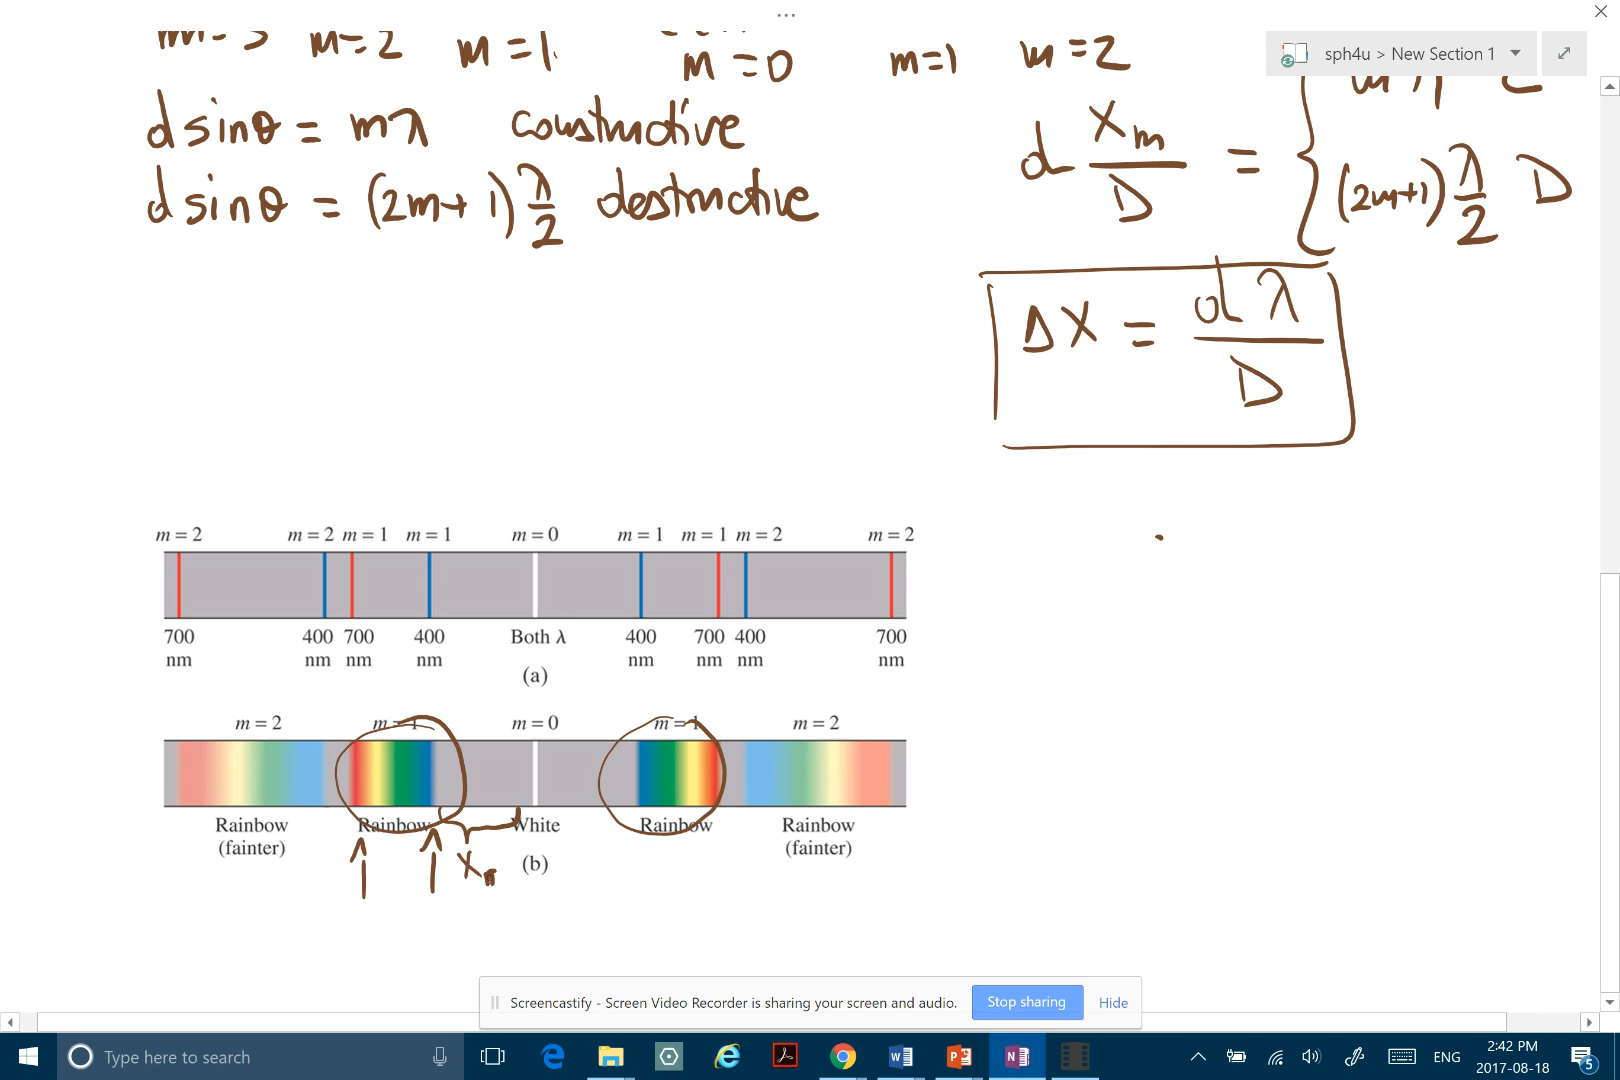 ...
m=3 m=2 m=1 m=0 m=1 m=2
sph4u > New Section 1
d sinθ = mλ constructive
d sinθ = (2m+1) λ/2 destructive
d Xm/D = { (2m+1) λ/2 D
ΔX = dλ/D
m = 2 m = 2 m = 1 m = 1 m = 0 m = 1 m = 1 m = 2 m = 2
700 400 700 400 Both λ 400 700 400 700
nm nm nm nm nm nm nm nm
(a)
m = 2 m = 1 m = 0 m = 1 m = 2
Rainbow Rainbow White Rainbow Rainbow
(fainter) (fainter)
(b)
Screencastify - Screen Video Recorder is sharing your screen and audio. Stop sharing Hide
Type here to search
ENG
2:42 PM
2017-08-18
5